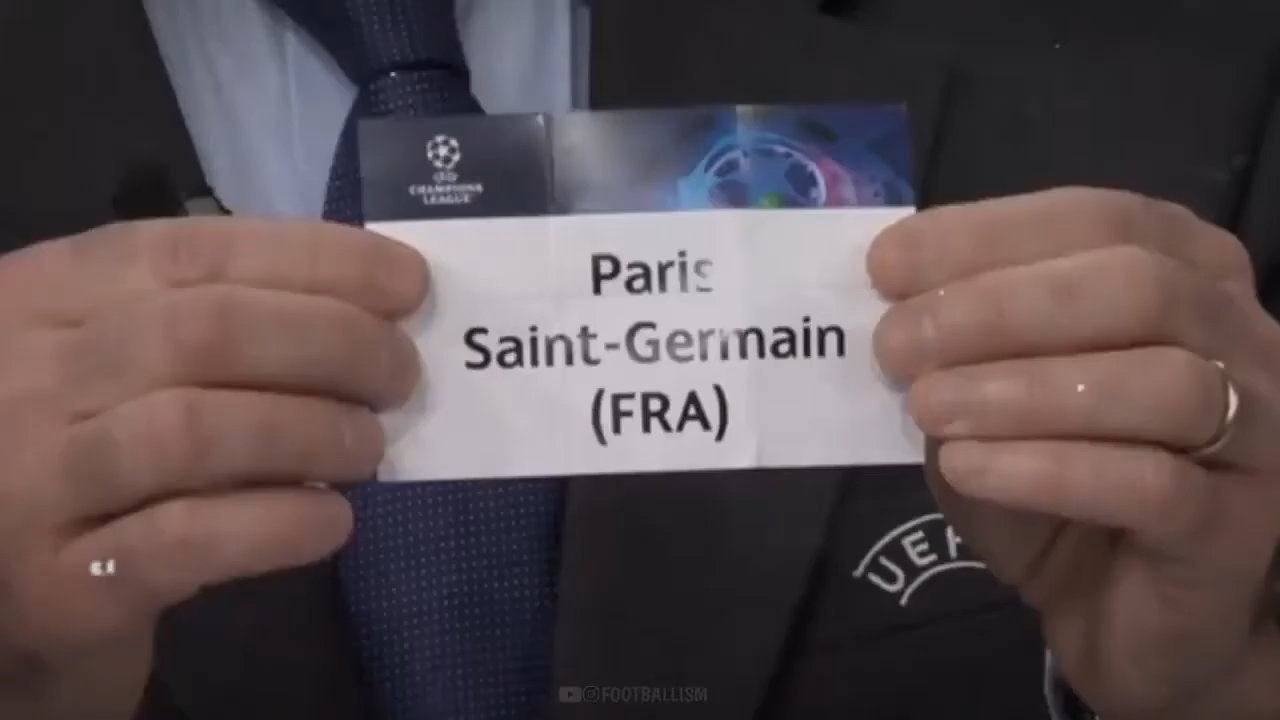 CHAMPIONS
LEAGUE
Paris
Saint-Germain
(FRA)
UEFA
FOOTBALLISM